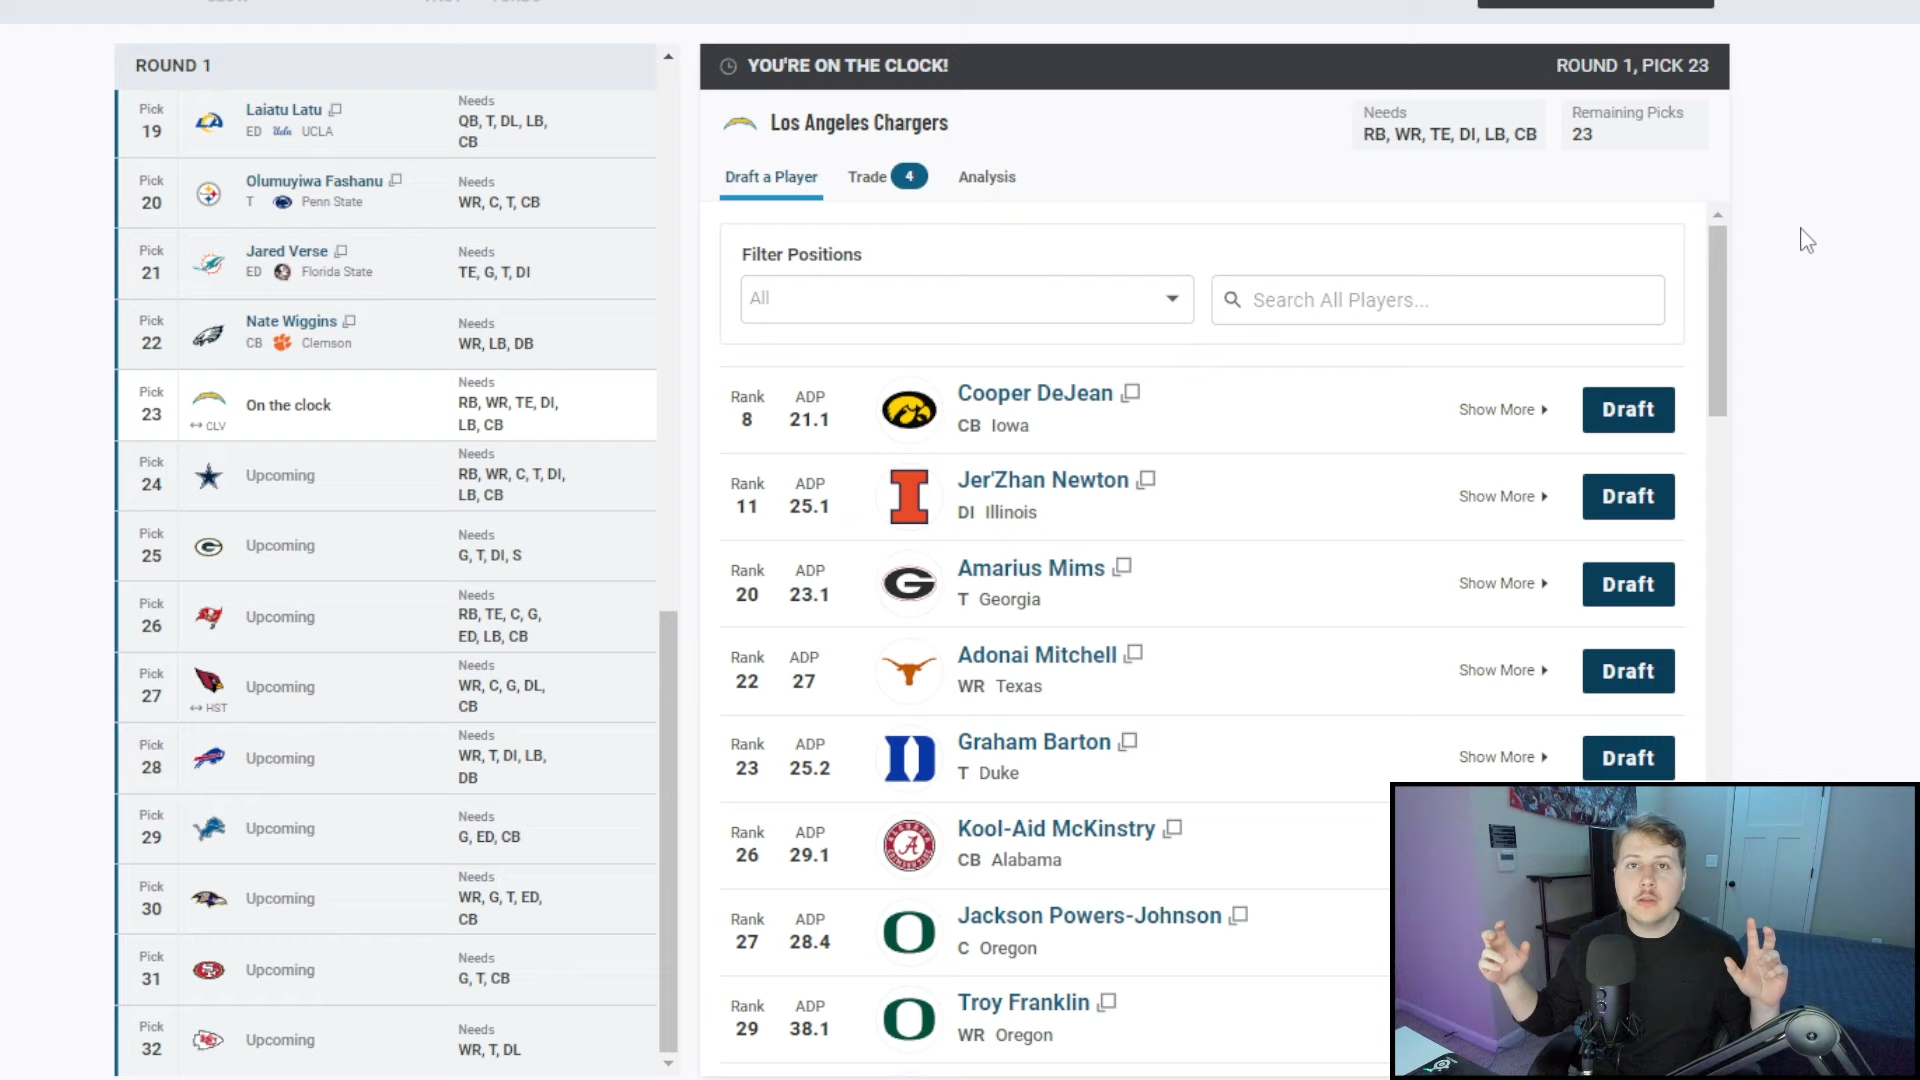 ROUND 1
Pick
19
Laiatu Latu
ED UCLA
Needs
QB, T, DL, LB,
CB
Pick
20
Olumuyiwa Fashanu
T Penn State
Needs
WR, C, T, CB
Pick
21
Jared Verse
ED Florida State
Needs
TE, G, T, DI
Pick
22
Nate Wiggins
CB Clemson
Needs
WR, LB, DB
Pick
23
CLV
On the clock
Needs
RB, WR, TE, DI,
LB, CB
Pick
24
Upcoming
Needs
RB, WR, C, T, DI,
LB, CB
Pick
25
Upcoming
Needs
G, T, DI, S
Pick
26
Upcoming
Needs
RB, TE, C, G,
ED, LB, CB
Pick
27
HST
Upcoming
Needs
WR, C, G, DL,
CB
Pick
28
Upcoming
Needs
WR, T, DI, LB,
DB
Pick
29
Upcoming
Needs
G, ED, CB
Pick
30
Upcoming
Needs
WR, G, T, ED,
CB
Pick
31
Upcoming
Needs
G, T, CB
Pick
32
Upcoming
Needs
WR, T, DL
YOU'RE ON THE CLOCK!
ROUND 1, PICK 23
Los Angeles Chargers
Needs
RB, WR, TE, DI, LB, CB
Remaining Picks
23
Draft a Player Trade 4 Analysis
Filter Positions
All
Search All Players...
Rank ADP
8 21.1
Cooper DeJean
CB Iowa
Show More
Draft
Rank ADP
11 25.1
Jer'Zhan Newton
DI Illinois
Show More
Draft
Rank ADP
20 23.1
Amarius Mims
T Georgia
Show More
Draft
Rank ADP
22 27
Adonai Mitchell
WR Texas
Show More
Draft
Rank ADP
23 25.2
Graham Barton
T Duke
Show More
Draft
Rank ADP
26 29.1
Kool-Aid McKinstry
CB Alabama
Rank ADP
27 28.4
Jackson Powers-Johnson
C Oregon
Rank ADP
29 38.1
Troy Franklin
WR Oregon